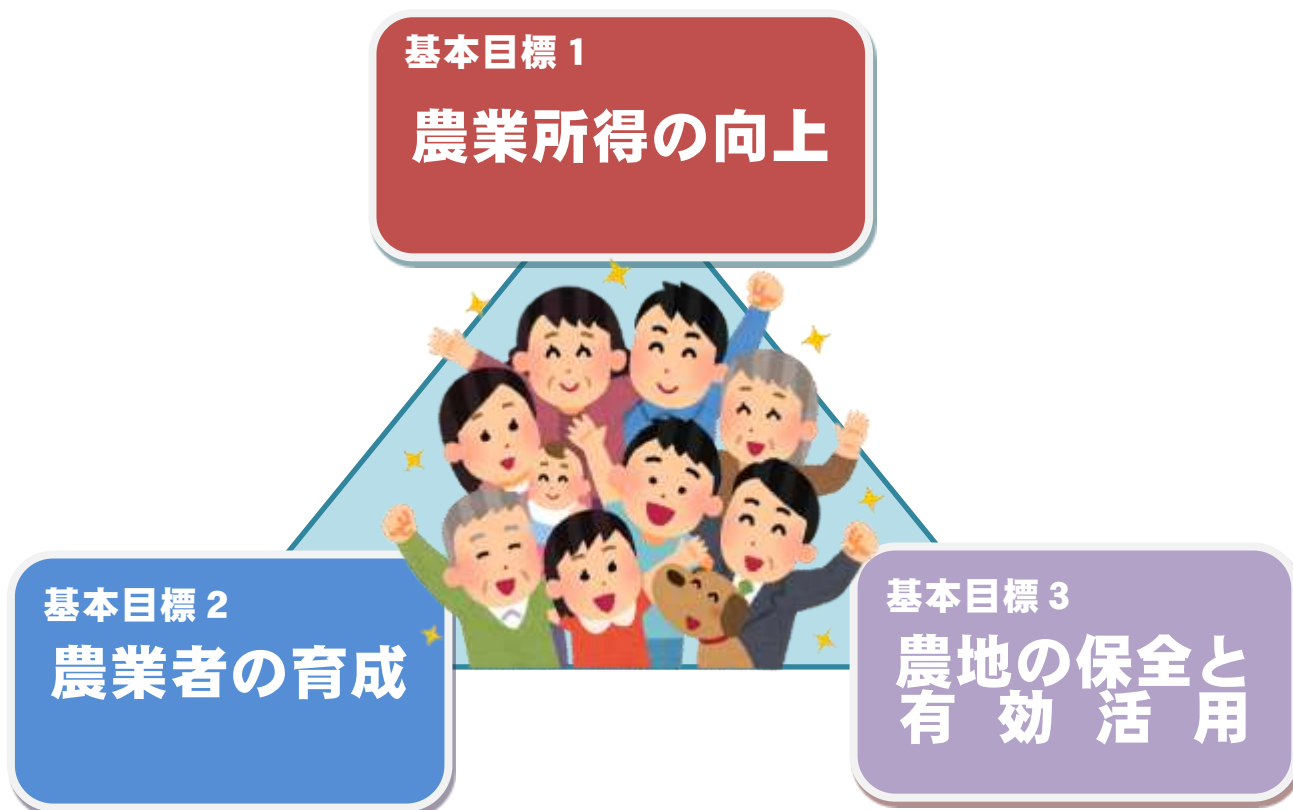 基本目標 1
農業所得の向上
基本目標 2
農業者の育成
基本目標 3
農地の保全と
有効活用